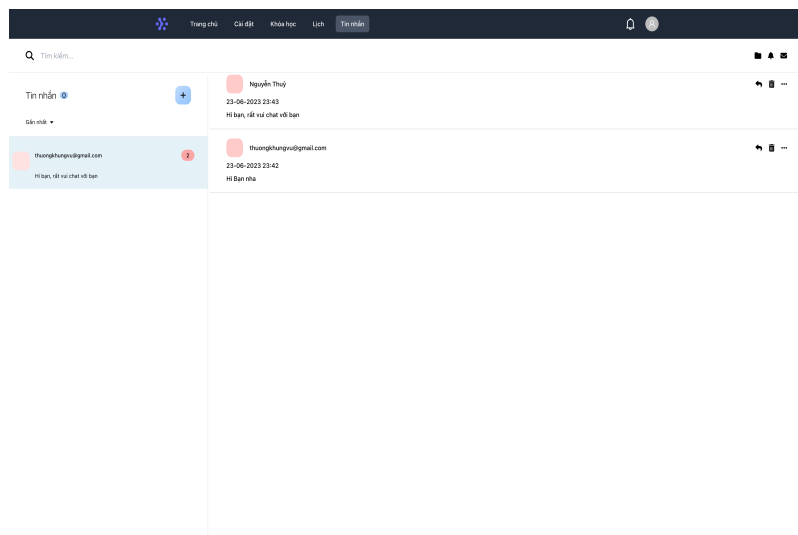 Trang chủ Cài đặt Khóa học Lịch Tin nhắn
Tìm kiếm...
Tin nhắn 0
+
Gần nhất
thuongkhungvu@gmail.com 2
Hi bạn, rất vui chat với bạn
Nguyễn Thuỳ
23-06-2023 23:43
Hi bạn, rất vui chat với bạn
thuongkhungvu@gmail.com
23-06-2023 23:42
Hi Bạn nha